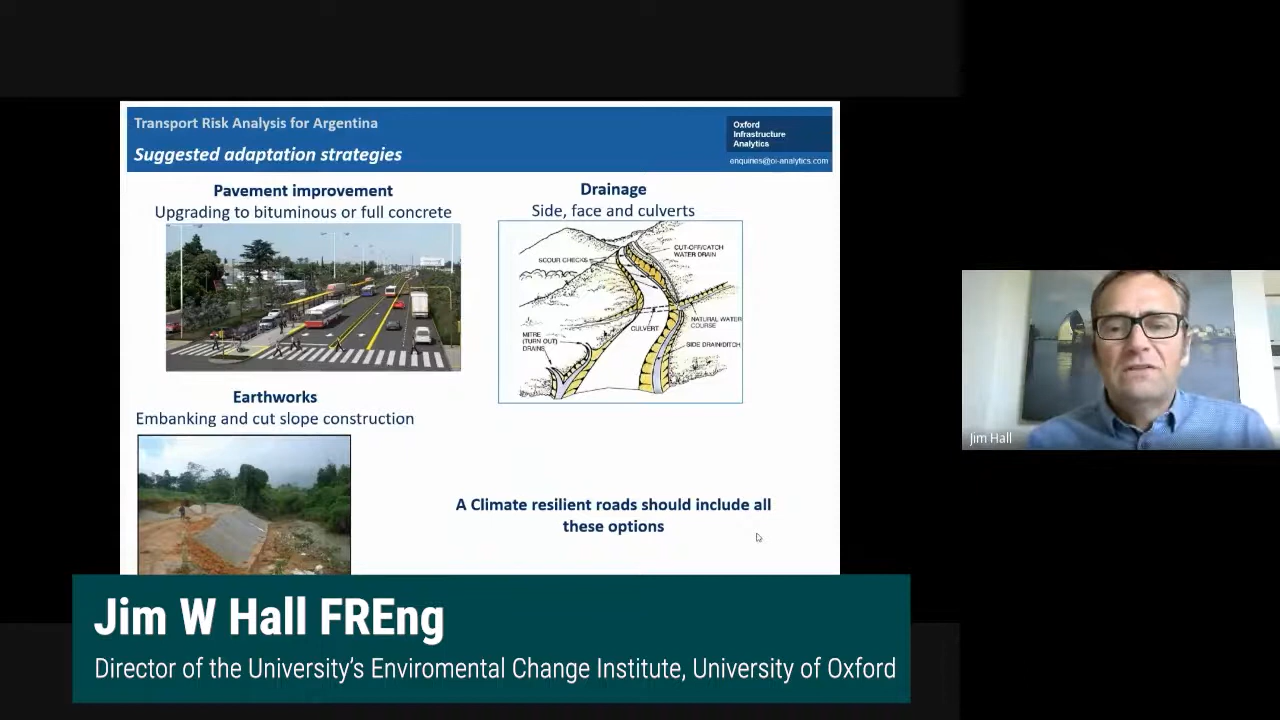 Transport Risk Analysis for Argentina
Suggested adaptation strategies
Oxford
Infrastructure
Analytics
enquiries@oi-analytics.com
Pavement improvement
Upgrading to bituminous or full concrete
Drainage
Side, face and culverts
SCOUR CHECKS
CUT-OFF/CATCH
WATER DRAIN
CULVERT
NATURAL WATER
COURSE
MITRE
(TURN OUT)
DRAINS
SIDE DRAIN/DITCH
Earthworks
Embanking and cut slope construction
A Climate resilient roads should include all
these options
Jim Hall
Jim W Hall FREng
Director of the University's Enviromental Change Institute, University of Oxford